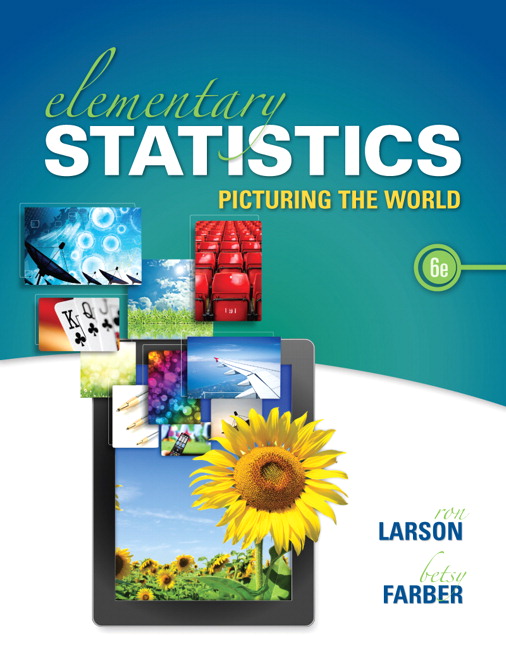 elementary
STATISTICS
PICTURING THE WORLD
6e
K Q J
ron
LARSON
betsy
FARBER